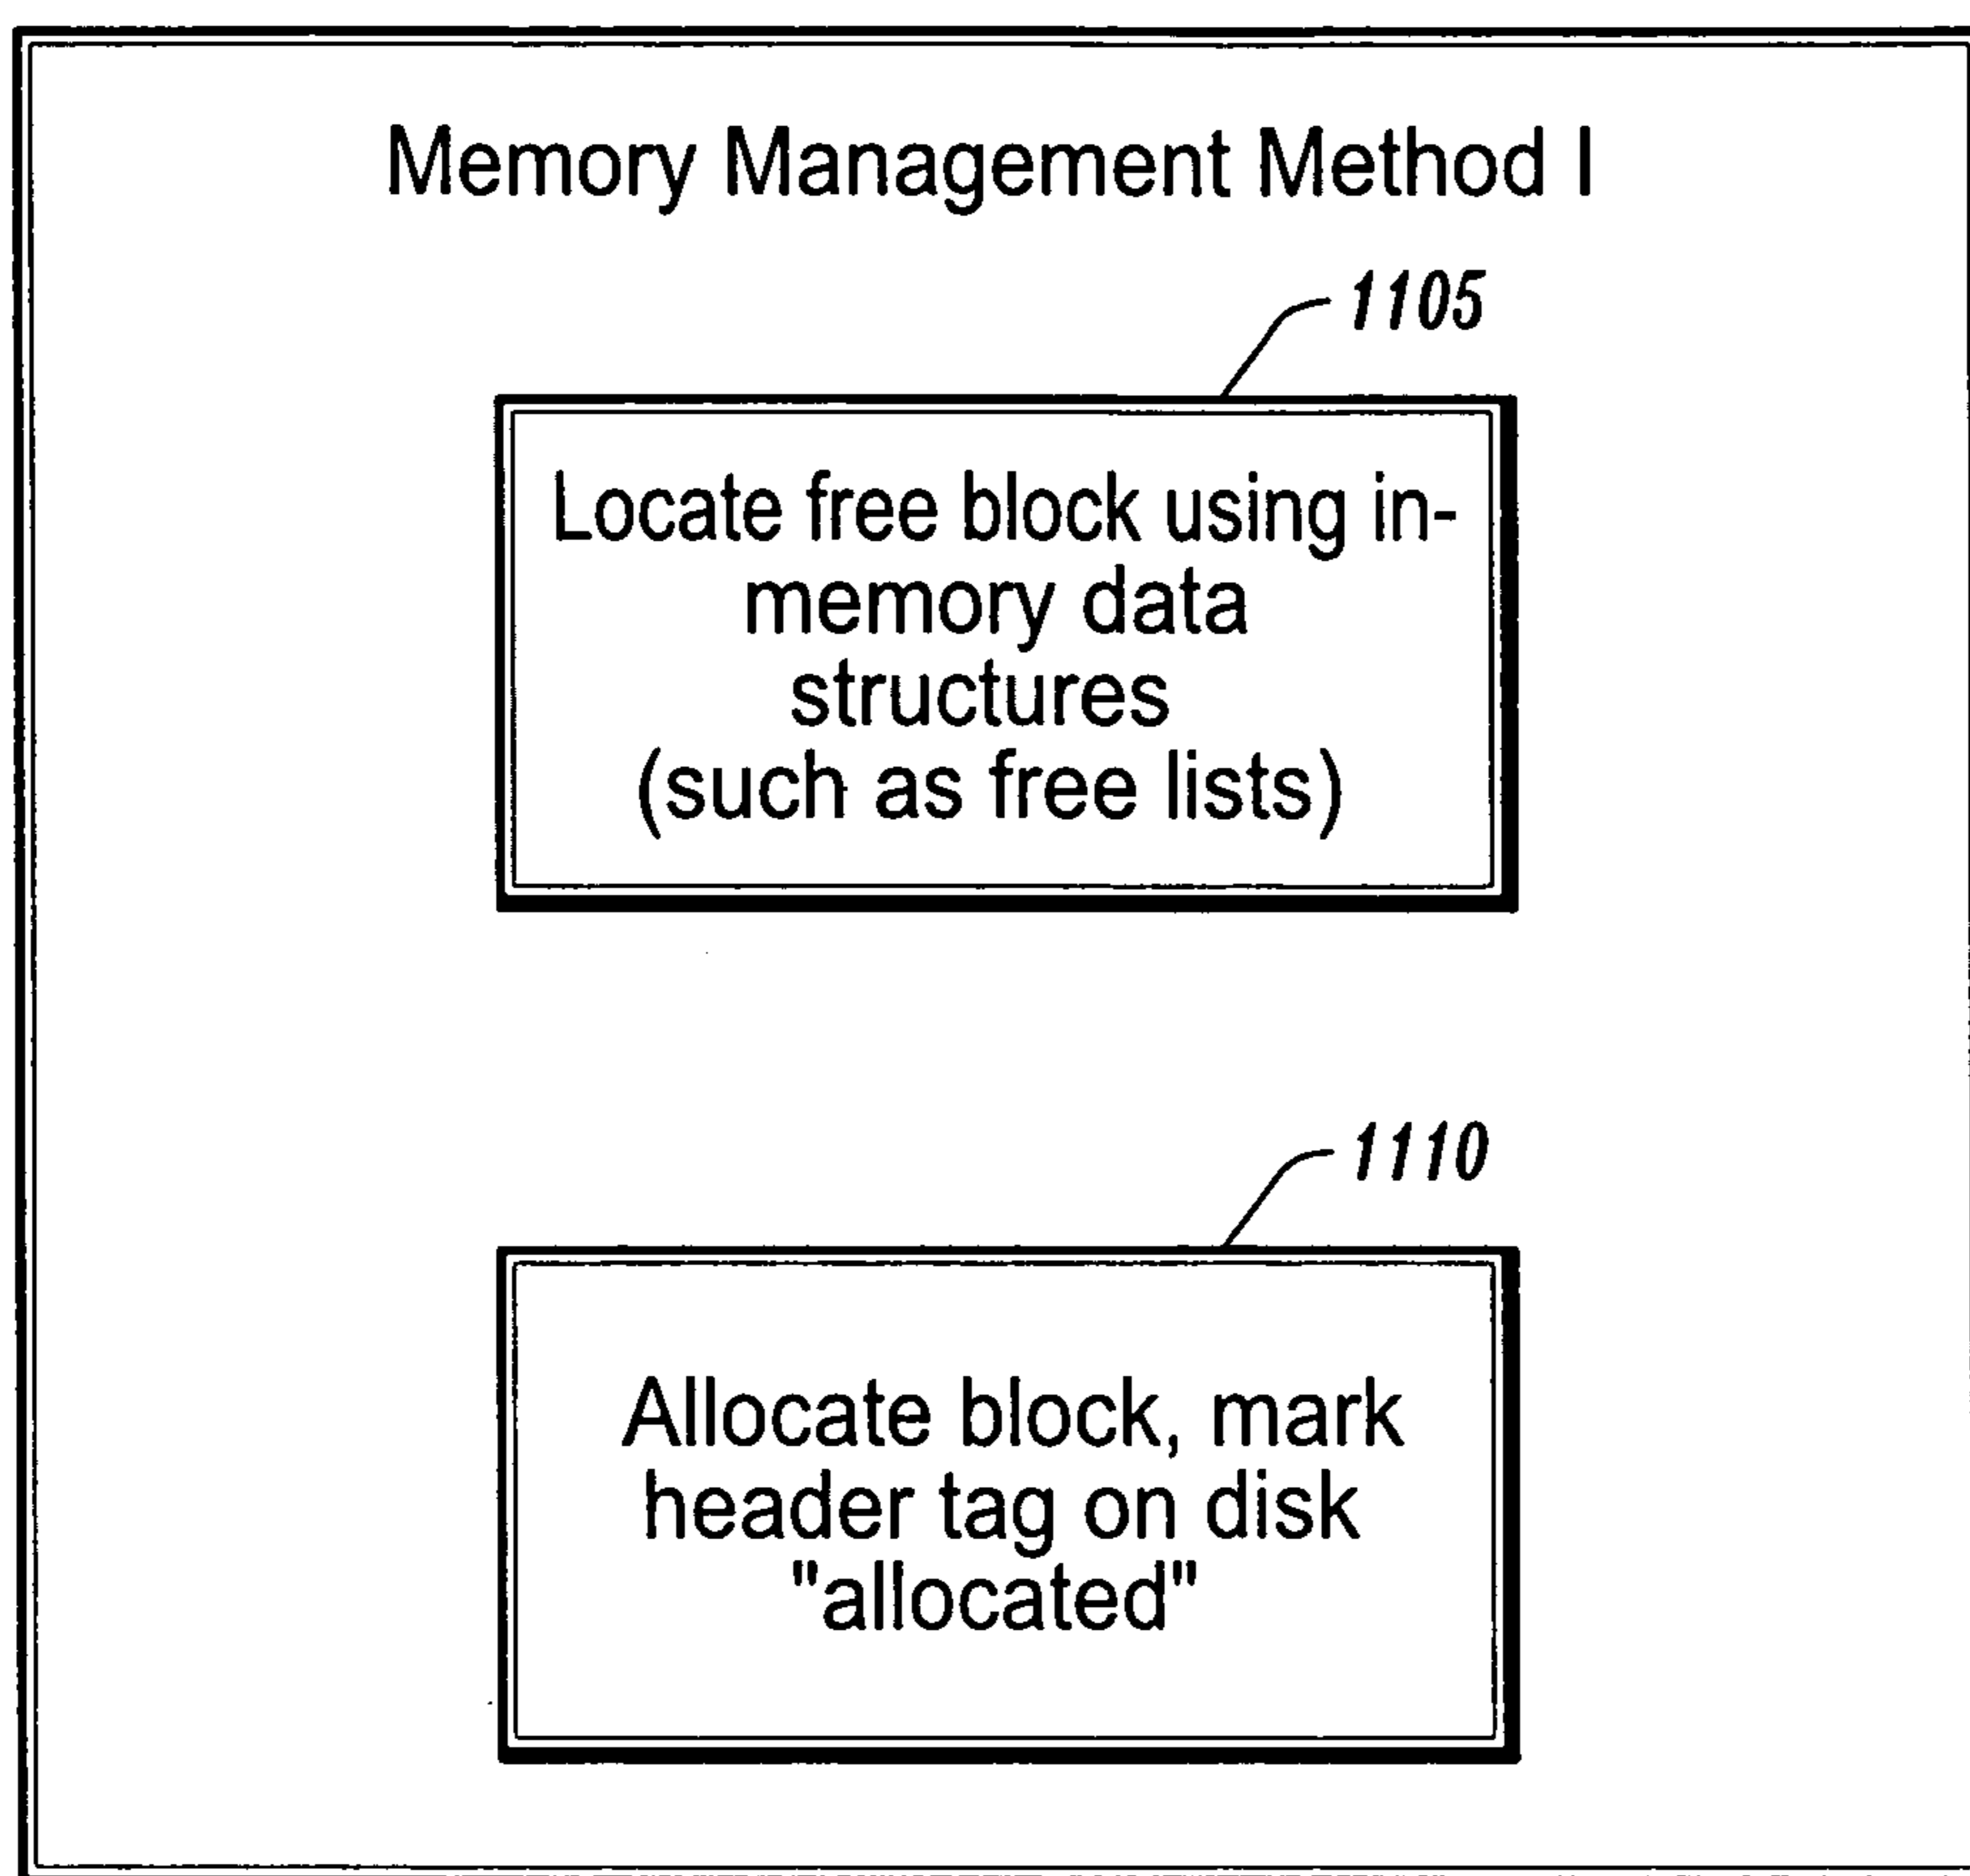 Memory Management Method I
1105
Locate free block using in-
memory data
structures
(such as free lists)
1110
Allocate block, mark
header tag on disk
"allocated"